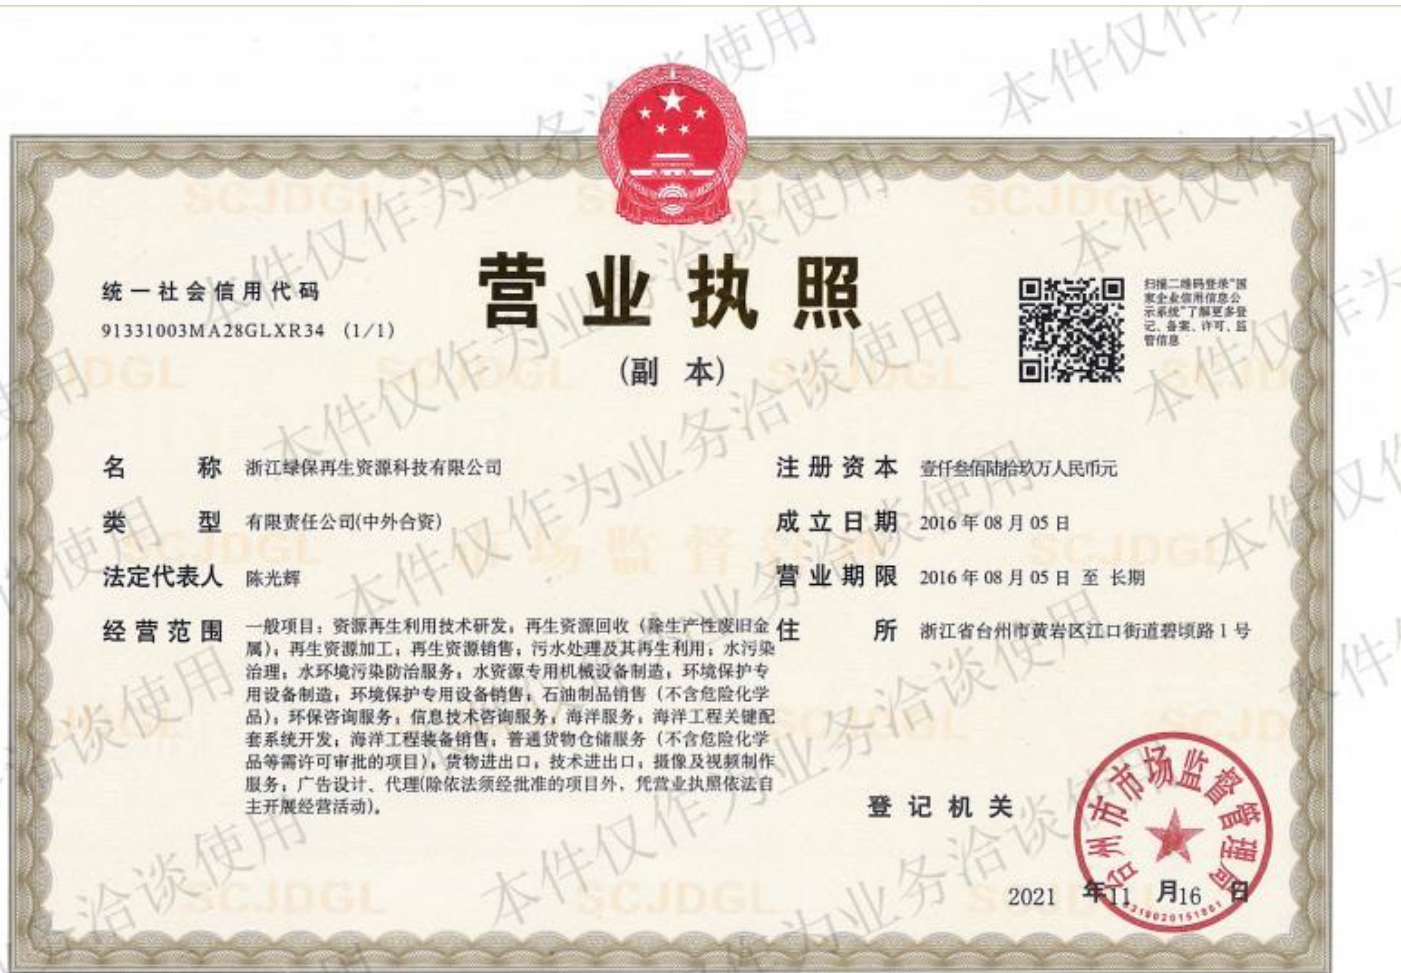 营业执照
(副 本)
统一社会信用代码
91331003MA28GLXR34 (1/1)
扫描二维码登录“国
家企业信用信息公
示系统”了解更多登
记、备案、许可、监
管信息
名 称 浙江绿保再生资源科技有限公司
类 型 有限责任公司(中外合资)
法定代表人 陈光辉
经营范围 一般项目：资源再生利用技术研发；再生资源回收（除生产性废旧金
属）；再生资源加工；再生资源销售；污水处理及其再生利用；水污染
治理；水环境污染防治服务；水资源专用机械设备制造；环境保护专
用设备制造；环境保护专用设备销售；石油制品销售（不含危险化学
品）；环保咨询服务；信息技术咨询服务；海洋服务；海洋工程关键配
套系统开发；海洋工程装备销售；普通货物仓储服务（不含危险化学
品等需许可审批的项目）；货物进出口；技术进出口；摄像及视频制作
服务；广告设计、代理(除依法须经批准的项目外，凭营业执照依法自
主开展经营活动)。
注册资本 壹仟叁佰陆拾玖万人民币元
成立日期 2016年08月05日
营业期限 2016年08月05日 至 长期
住 所 浙江省台州市黄岩区江口街道碧顷路1号
登记机关
台州市市场监督管理局
2021 年11 月16 日
本件仅作为业务洽谈使用
SCJDGL
市场监督管理